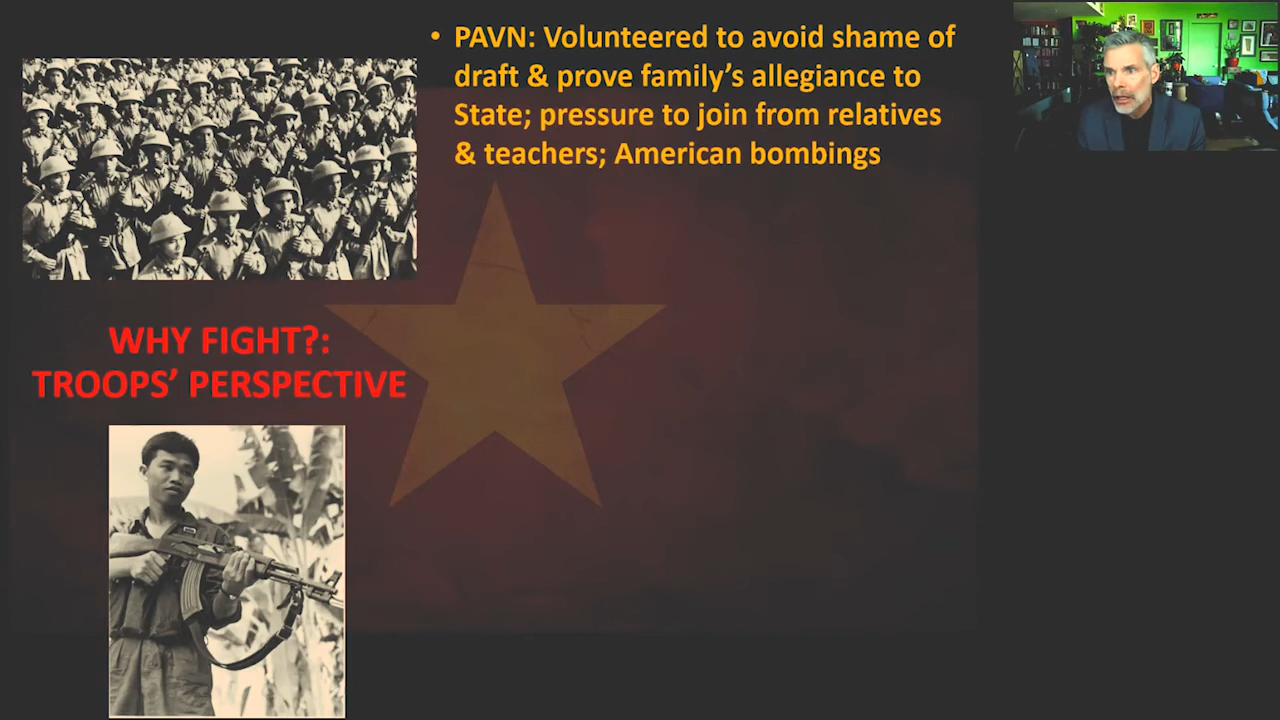 • PAVN: Volunteered to avoid shame of
draft & prove family's allegiance to
State; pressure to join from relatives
& teachers; American bombings
WHY FIGHT?:
TROOPS' PERSPECTIVE